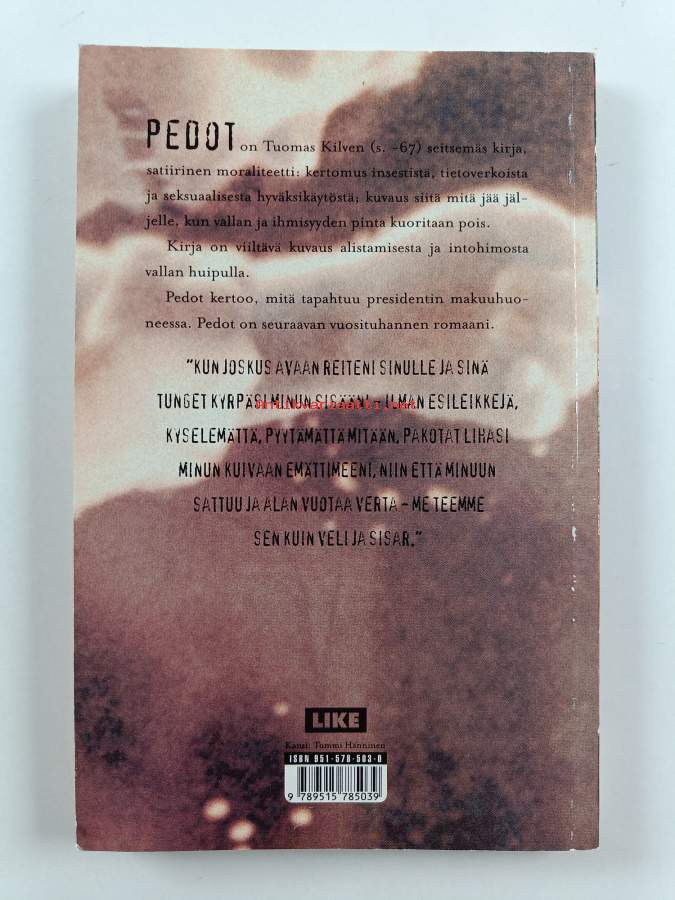 PEDOT on Tuomas Kilven (s. -67) seitsemäs kirja,
satiirinen moraliteetti: kertomus insestistä, tietoverkoista
ja seksuaalisesta hyväksikäytöstä; kuvaus siitä mitä jää jäl-
jelle, kun vallan ja ihmisyyden pinta kuoritaan pois.
Kirja on viiltävä kuvaus alistamisesta ja intohimosta
vallan huipulla.
Pedot kertoo, mitä tapahtuu presidentin makuuhuo-
neessa. Pedot on seuraavan vuosituhannen romaani.
"KUN JOSKUS AVAAN REITENI SINULLE JA SINÄ
TUNGET KYRPÄSI MINUN SISÄÄNI – ILMAN ESILEIKKEJÄ,
KYSELEMÄTTÄ, PYYTÄMÄTTÄ MITÄÄN, PAKOTAT LIHASI
MINUN KUIVAAN EMÄTTIMEENI, NIIN ETTÄ MINUUN
SATTUU JA ALAN VUOTAA VERTA – ME TEEMME
SEN KUIN VELI JA SISAR."
LIKE
Kansi: Tommi Hänninen
ISBN 951-578-503-0
9 789515 785039